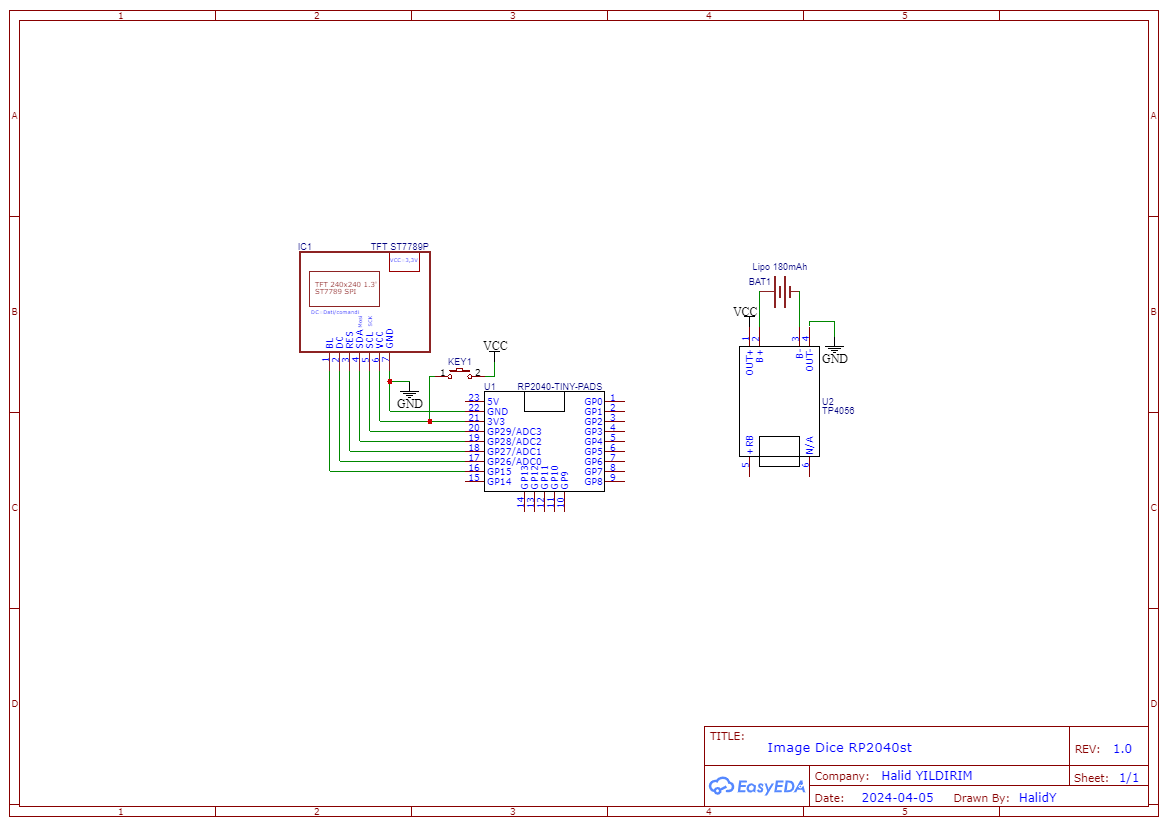 1 2 3 4 5
A A
B B
C C
D D
IC1 TFT ST7789P
VCC : 3,3V
TFT 240x240 1.3'
ST7789 SPI
DC : Dat/comandi
Mosi SCK
BL DC RES SDA SCL VCC GND
1 2 3 4 5 6 7
GND
KEY1
1 2
VCC
U1 RP2040-TINY-PADS
23 5V GP0 1
22 GND GP1 2
21 3V3 GP2 3
20 GP29/ADC3 GP3 4
19 GP28/ADC2 GP4 5
18 GP27/ADC1 GP5 6
17 GP26/ADC0 GP6 7
16 GP15 GP7 8
15 GP14 GP8 9
GP13 GP12 GP11 GP10 GP9
14 13 12 11 10
Lipo 180mAh
BAT1
VCC
1 2 3 4
OUT+ B+ B- OUT-
GND
U2
TP4056
+RB N/A
5 6
TITLE:
Image Dice RP2040st
REV: 1.0
EasyEDA
Company: Halid YILDIRIM
Sheet: 1/1
Date: 2024-04-05 Drawn By: HalidY
1 2 3 4 5